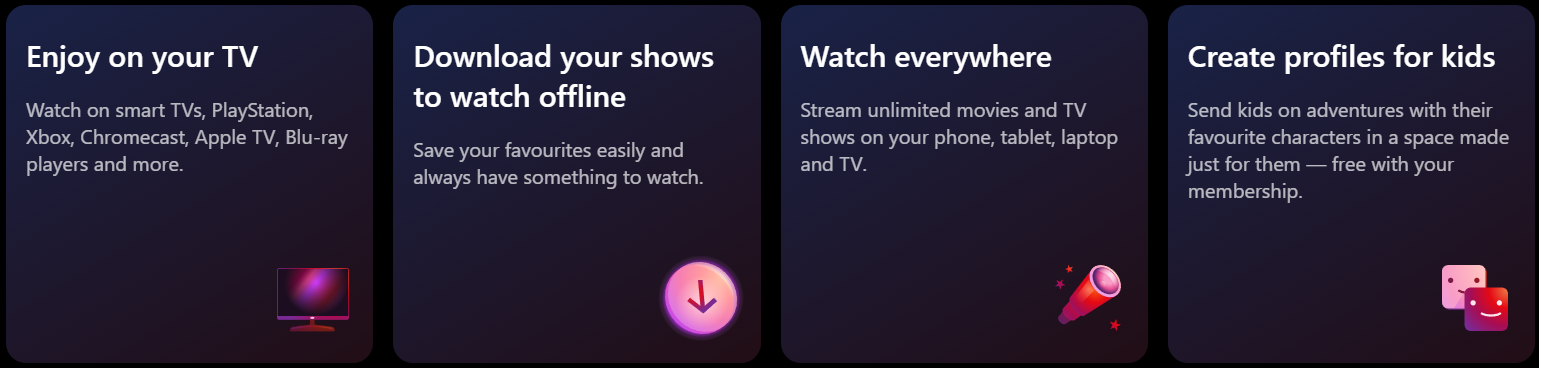 Enjoy on your TV
Watch on smart TVs, PlayStation,
Xbox, Chromecast, Apple TV, Blu-ray
players and more.
Download your shows
to watch offline
Save your favourites easily and
always have something to watch.
Watch everywhere
Stream unlimited movies and TV
shows on your phone, tablet, laptop
and TV.
Create profiles for kids
Send kids on adventures with their
favourite characters in a space made
just for them — free with your
membership.